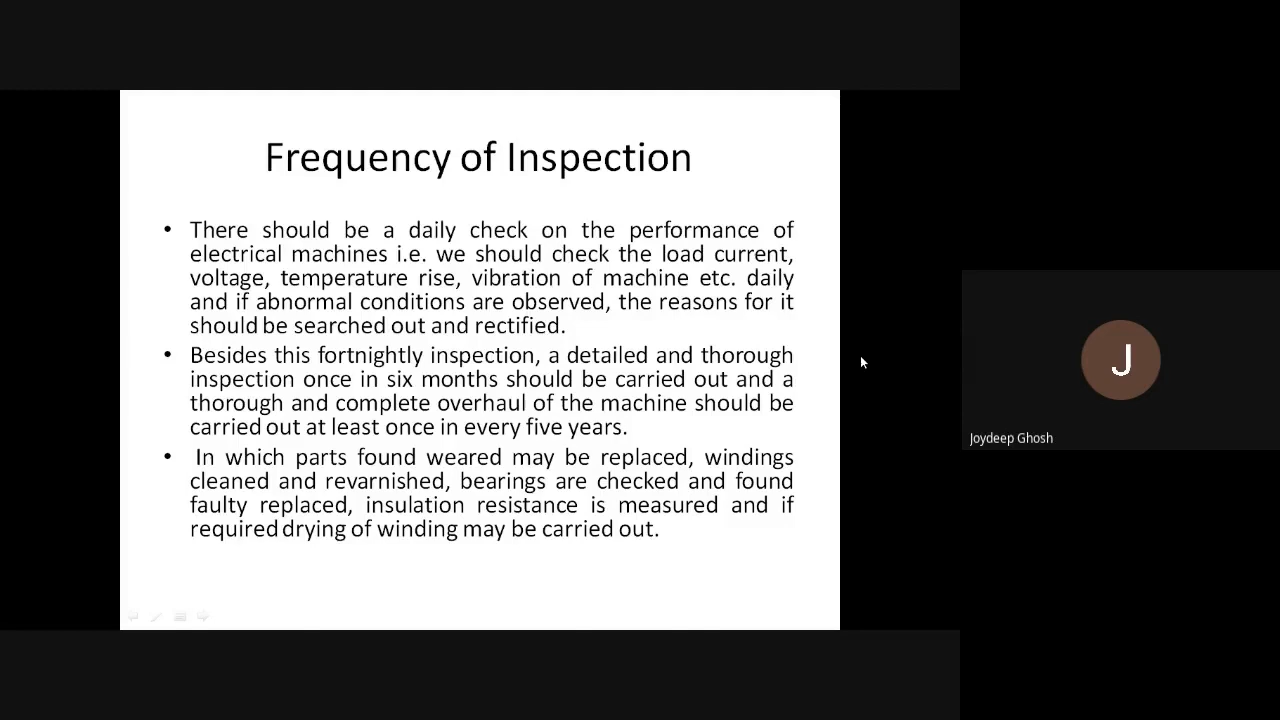 Frequency of Inspection
• There should be a daily check on the performance of
electrical machines i.e. we should check the load current,
voltage, temperature rise, vibration of machine etc. daily
and if abnormal conditions are observed, the reasons for it
should be searched out and rectified.
• Besides this fortnightly inspection, a detailed and thorough
inspection once in six months should be carried out and a
thorough and complete overhaul of the machine should be
carried out at least once in every five years.
• In which parts found weared may be replaced, windings
cleaned and revarnished, bearings are checked and found
faulty replaced, insulation resistance is measured and if
required drying of winding may be carried out.
J
Joydeep Ghosh